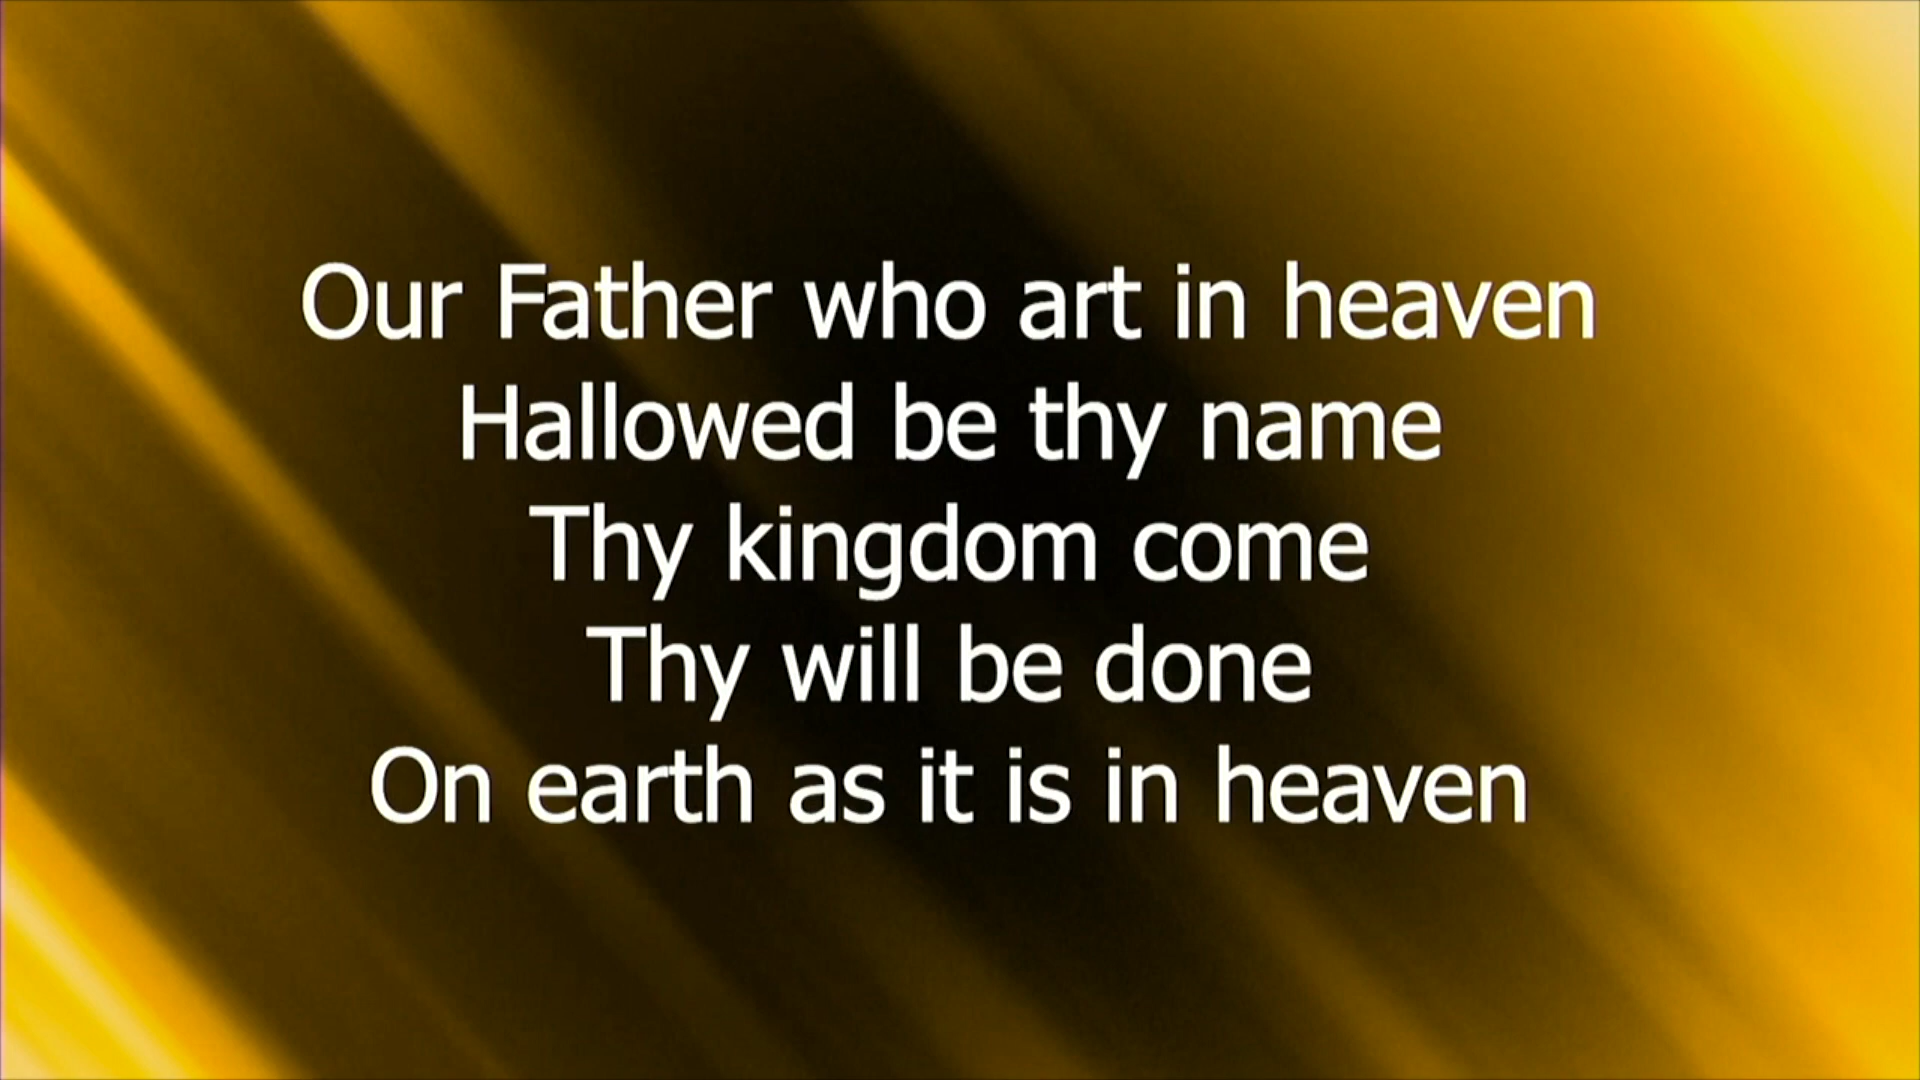 Our Father who art in heaven
Hallowed be thy name
Thy kingdom come
Thy will be done
On earth as it is in heaven